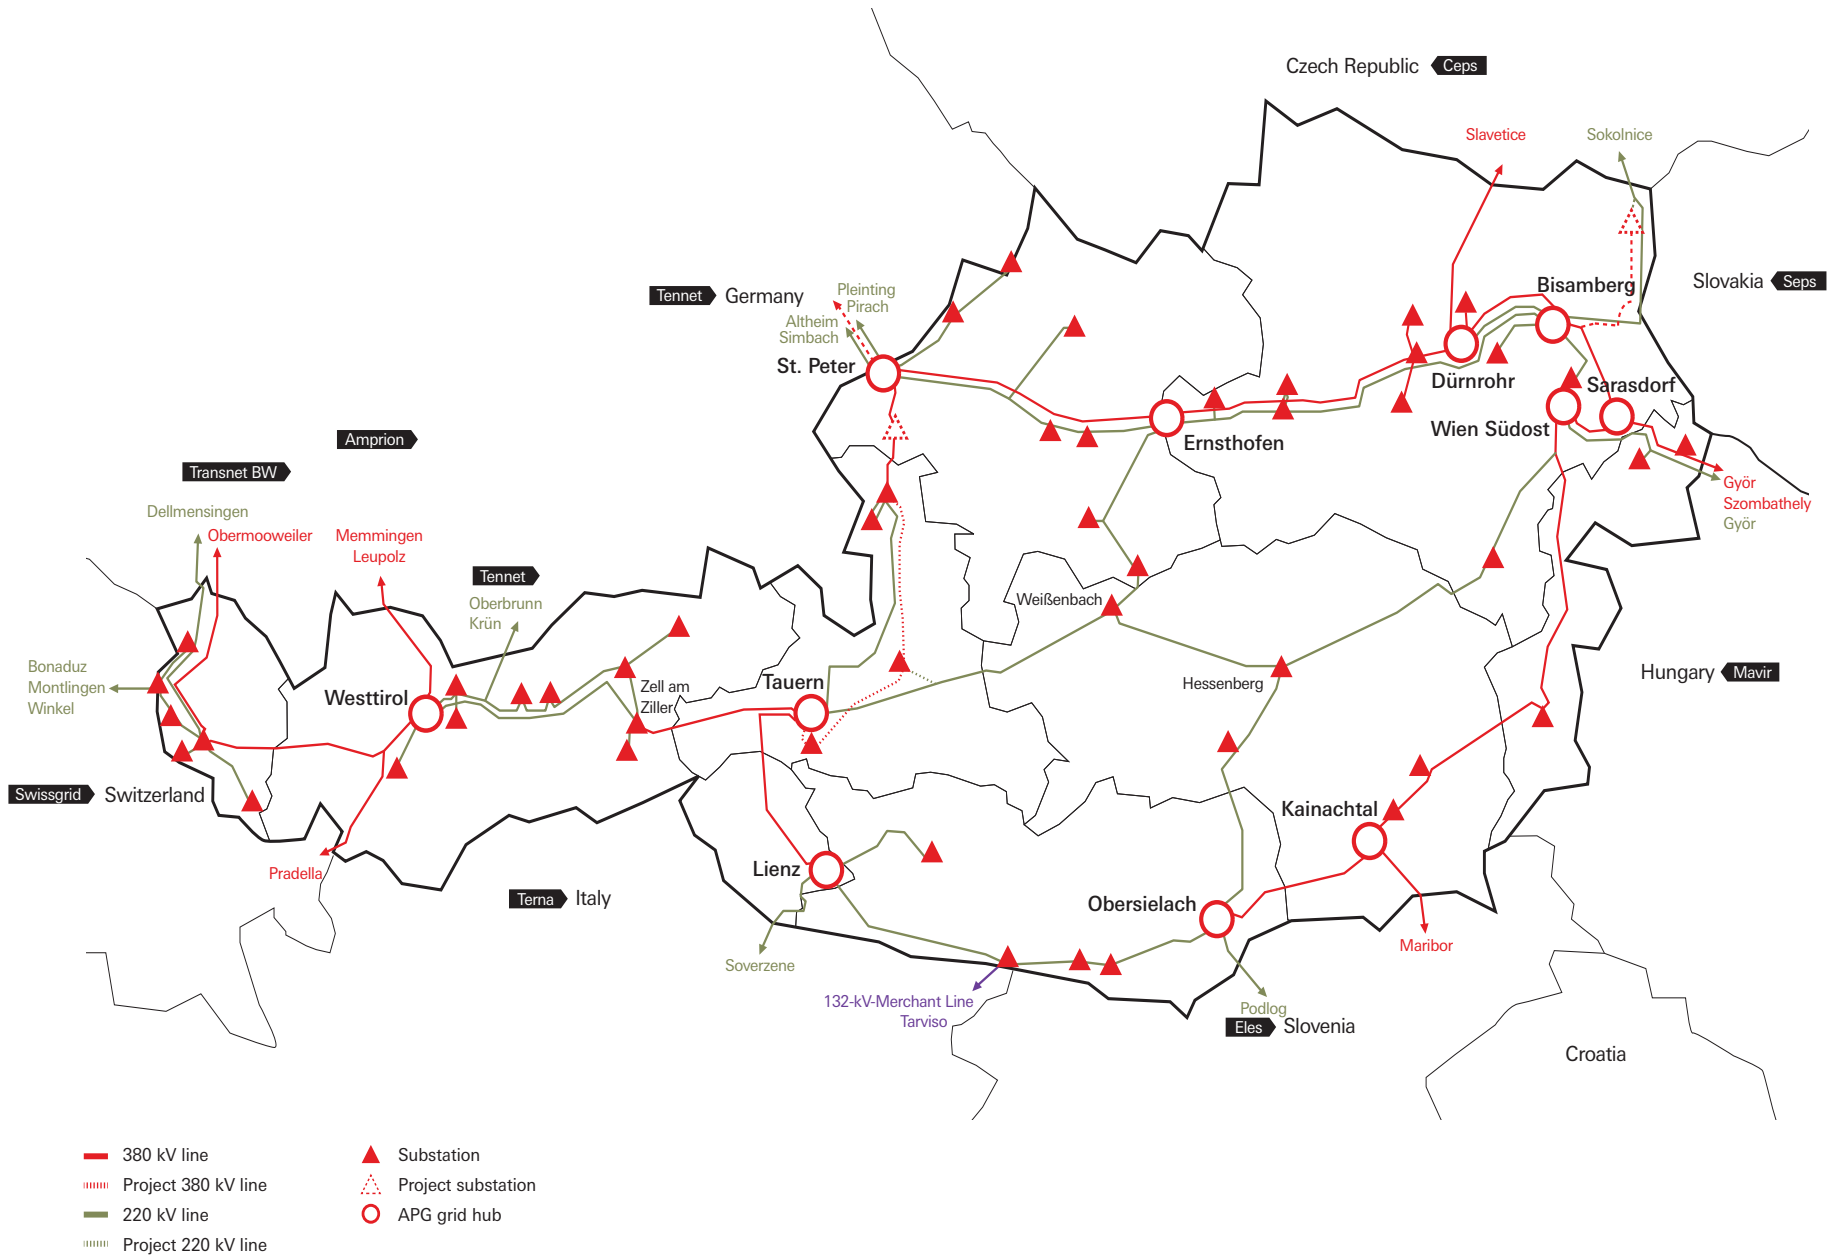 Czech Republic
Ceps
Slavetice
Sokolnice
Bisamberg
Slovakia
Seps
Tennet
Germany
Pleinting
Pirach
Altheim
Simbach
St. Peter
Dürnrohr
Sarasdorf
Wien Südost
Ernsthofen
Amprion
Transnet BW
Györ
Szombathely
Györ
Dellmensingen
Obermooweiler
Memmingen
Leupolz
Tennet
Oberbrunn
Krün
Weißenbach
Bonaduz
Montlingen
Winkel
Westtirol
Zell am
Ziller
Tauern
Hessenberg
Hungary
Mavir
Swissgrid
Switzerland
Kainachtal
Pradella
Lienz
Terna
Italy
Obersielach
Maribor
Soverzene
132-kV-Merchant Line
Tarviso
Podlog
Eles
Slovenia
Croatia
380 kV line
Project 380 kV line
220 kV line
Project 220 kV line
Substation
Project substation
APG grid hub